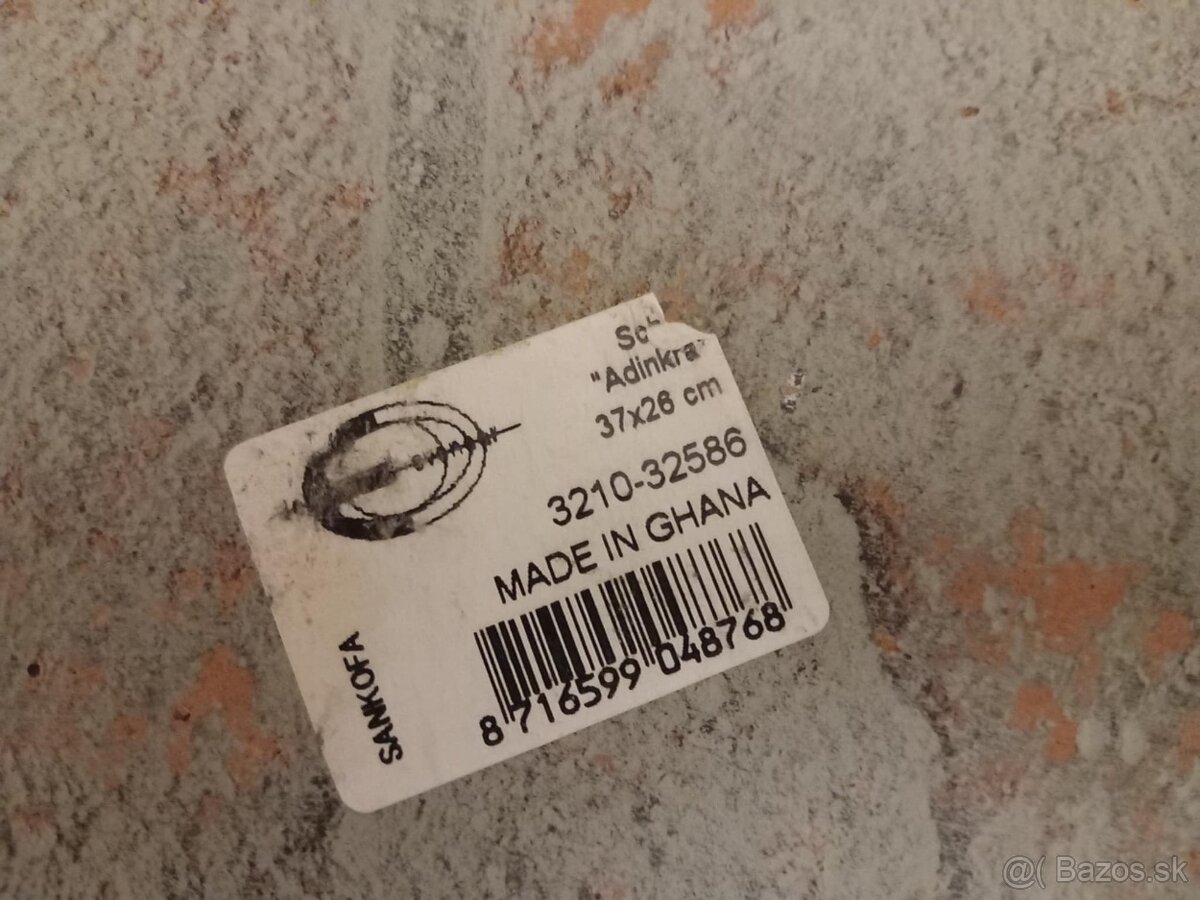 "Adinkra"
37x26 cm
3210-32586
MADE IN GHANA
8 716599 048768
SANKOFA
@( Bazos.sk